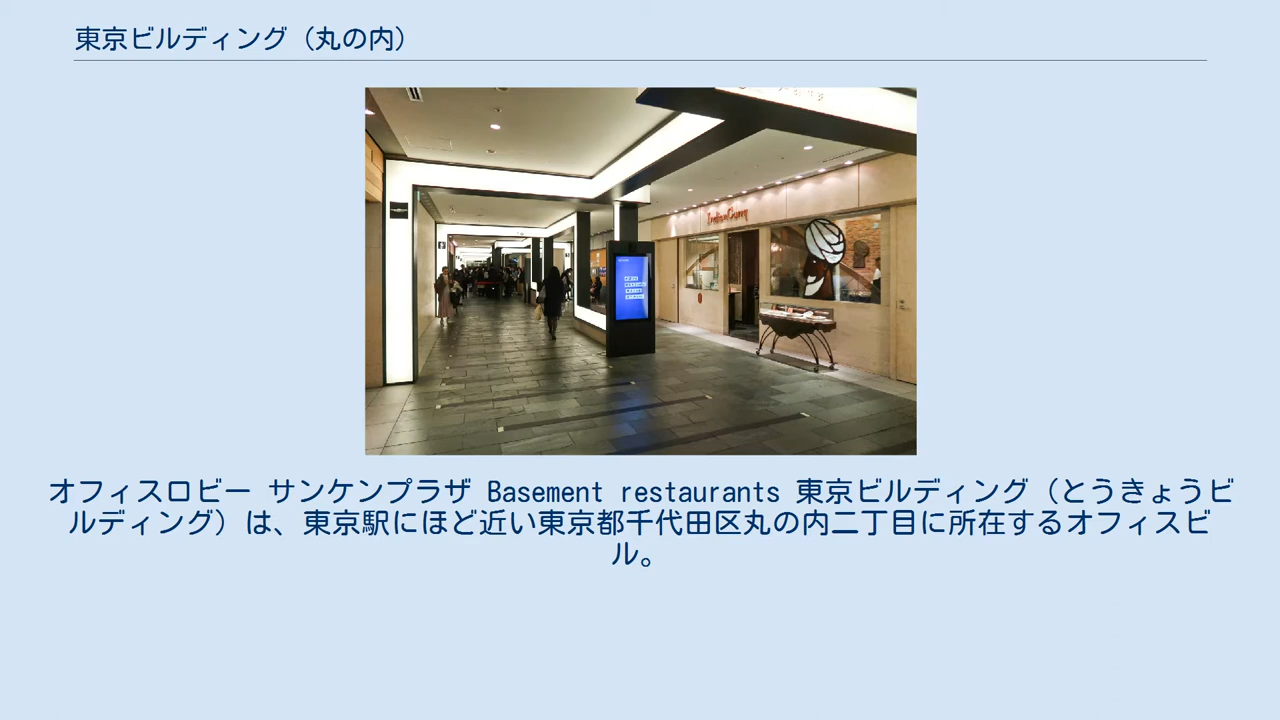 東京ビルディング（丸の内）
Indian Curry
オフィスロビー サンケンプラザ Basement restaurants 東京ビルディング（とうきょうビ
ルディング）は、東京駅にほど近い東京都千代田区丸の内二丁目に所在するオフィスビ
ル。